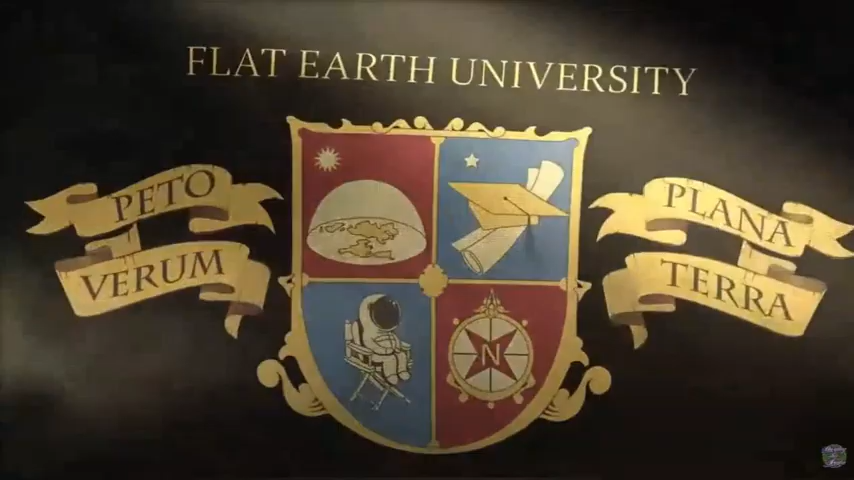 FLAT EARTH UNIVERSITY
PETO
VERUM
PLANA
TERRA
N